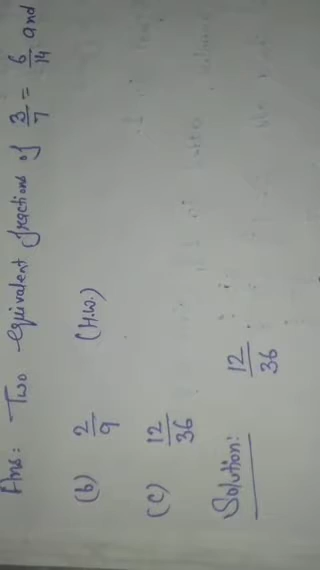 Ans: Two equivalent fractions of 3/7 = 6/14 and
(b) 2/9 (H.W.)
(c) 12/36
Solution: 12/36